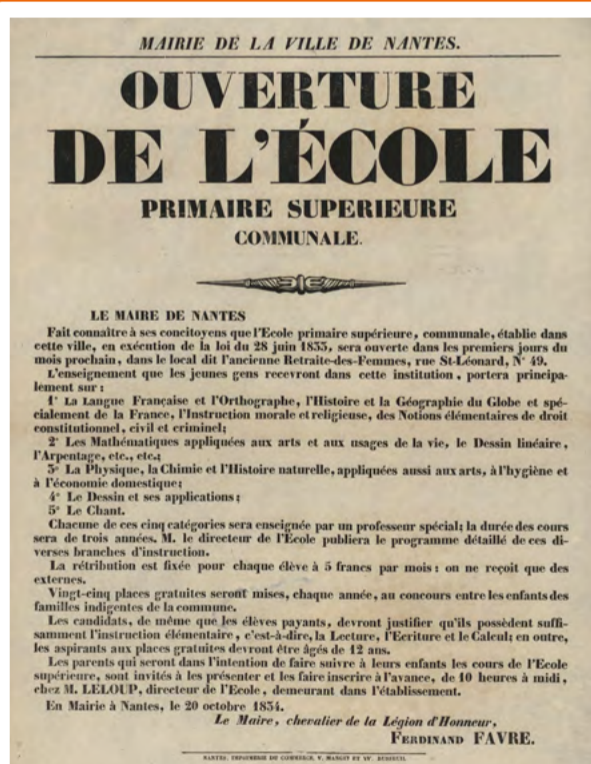 MAIRIE DE LA VILLE DE NANTES.
OUVERTURE
DE L'ÉCOLE
PRIMAIRE SUPERIEURE
COMMUNALE.
LE MAIRE DE NANTES
Fait connaître à ses concitoyens que l'Ecole primaire supérieure, communale, établie dans
cette ville, en exécution de la loi du 28 juin 1833, sera ouverte dans les premiers jours du
mois prochain, dans le local dit l'ancienne Retraite-des-Femmes, rue St-Léonard, N° 49.
L'enseignement que les jeunes gens recevront dans cette institution, portera principa-
lement sur :
1° La Langue Française et l'Orthographe, l'Histoire et la Géographie du Globe et spé-
cialement de la France, l'Instruction morale et religieuse, des Notions élémentaires de droit
constitutionnel, civil et criminel;
2° Les Mathématiques appliquées aux arts et aux usages de la vie, le Dessin linéaire,
l'Arpentage, etc., etc.;
3° La Physique, la Chimie et l'Histoire naturelle, appliquées aussi aux arts, à l'hygiène et
à l'économie domestique;
4° Le Dessin et ses applications;
5° Le Chant.
Chacune de ces cinq catégories sera enseignée par un professeur spécial; la durée des cours
sera de trois années. M. le directeur de l'Ecole publiera le programme détaillé de ces di-
verses branches d'instruction.
La rétribution est fixée pour chaque élève à 5 francs par mois : on ne reçoit que des
externes.
Vingt-cinq places gratuites seront mises, chaque année, au concours entre les enfants des
familles indigentes de la commune.
Les candidats, de même que les élèves payants, devront justifier qu'ils possèdent suffi-
samment l'instruction élémentaire, c'est-à-dire, la Lecture, l'Ecriture et le Calcul; en outre,
les aspirants aux places gratuites devront être âgés de 12 ans.
Les parents qui seront dans l'intention de faire suivre à leurs enfants les cours de l'Ecole
supérieure, sont invités à les présenter et les faire inscrire à l'avance, de 10 heures à midi,
chez M. LELOUP, directeur de l'Ecole, demeurant dans l'établissement.
En Mairie à Nantes, le 20 octobre 1834.
Le Maire, chevalier de la Légion d'Honneur,
FERDINAND FAVRE.
NANTES, IMPRIMERIE DU COMMERCE, V. MANGIN ET